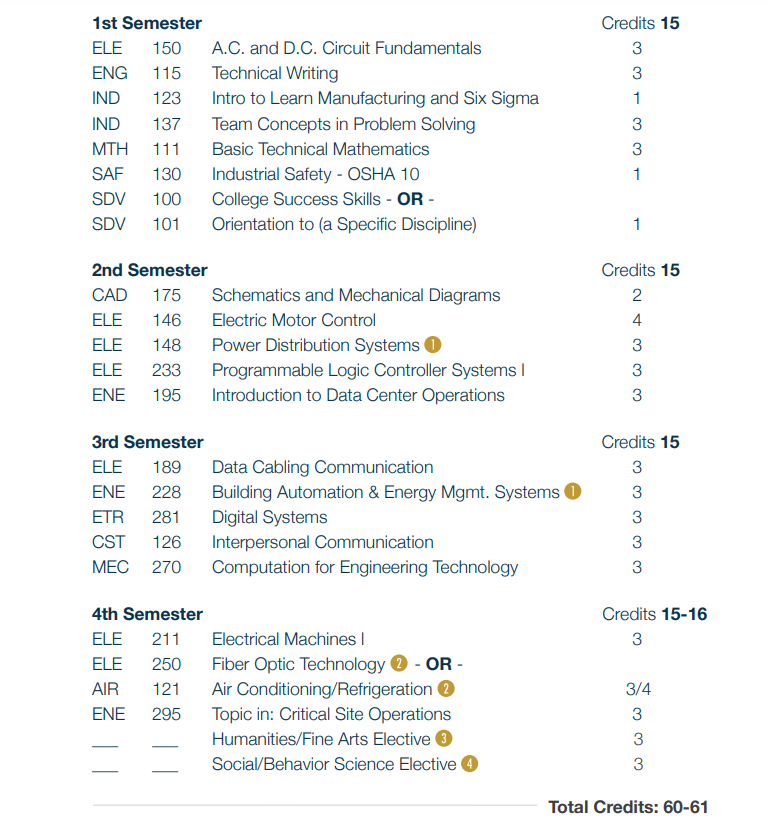 1st Semester Credits 15
ELE 150 A.C. and D.C. Circuit Fundamentals 3
ENG 115 Technical Writing 3
IND 123 Intro to Learn Manufacturing and Six Sigma 1
IND 137 Team Concepts in Problem Solving 3
MTH 111 Basic Technical Mathematics 3
SAF 130 Industrial Safety - OSHA 10 1
SDV 100 College Success Skills - OR -
SDV 101 Orientation to (a Specific Discipline) 1
2nd Semester Credits 15
CAD 175 Schematics and Mechanical Diagrams 2
ELE 146 Electric Motor Control 4
ELE 148 Power Distribution Systems 1 3
ELE 233 Programmable Logic Controller Systems I 3
ENE 195 Introduction to Data Center Operations 3
3rd Semester Credits 15
ELE 189 Data Cabling Communication 3
ENE 228 Building Automation & Energy Mgmt. Systems 1 3
ETR 281 Digital Systems 3
CST 126 Interpersonal Communication 3
MEC 270 Computation for Engineering Technology 3
4th Semester Credits 15-16
ELE 211 Electrical Machines I 3
ELE 250 Fiber Optic Technology 2 - OR -
AIR 121 Air Conditioning/Refrigeration 2 3/4
ENE 295 Topic in: Critical Site Operations 3
___ ___ Humanities/Fine Arts Elective 3 3
___ ___ Social/Behavior Science Elective 4 3
Total Credits: 60-61